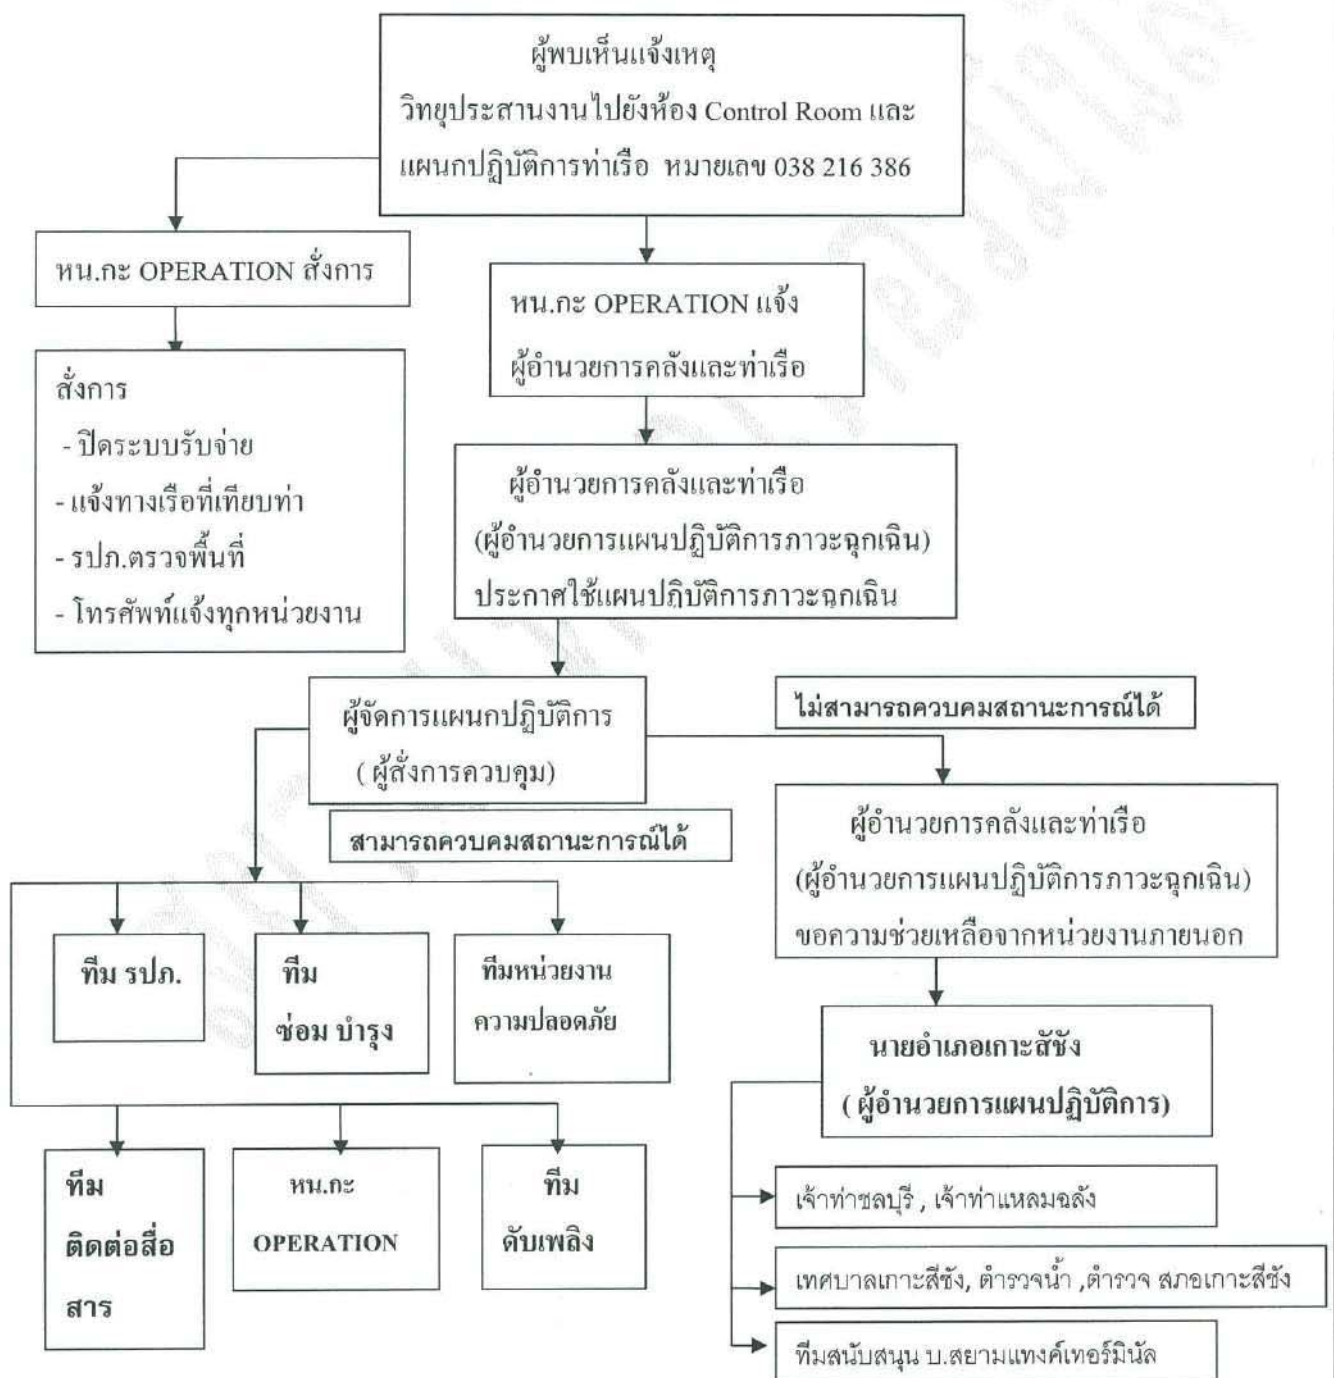 ผู้พบเห็นแจ้งเหตุ
วิทยุประสานงานไปยังห้อง Control Room และ
แผนกปฏิบัติการท่าเรือ หมายเลข 038 216 386
หน.กะ OPERATION สั่งการ
หน.กะ OPERATION แจ้ง
ผู้อำนวยการคลังและท่าเรือ
สั่งการ
- ปิดระบบรับจ่าย
- แจ้งทางเรือที่เทียบท่า
- รปภ.ตรวจพื้นที่
- โทรศัพท์แจ้งทุกหน่วยงาน
ผู้อำนวยการคลังและท่าเรือ
(ผู้อำนวยการแผนปฏิบัติการภาวะฉุกเฉิน)
ประกาศใช้แผนปฏิบัติการภาวะฉุกเฉิน
ผู้จัดการแผนกปฏิบัติการ
( ผู้สั่งการควบคุม)
ไม่สามารถควบคมสถานะการณ์ได้
สามารถควบคมสถานะการณ์ได้
ผู้อำนวยการคลังและท่าเรือ
(ผู้อำนวยการแผนปฏิบัติการภาวะฉุกเฉิน)
ขอความช่วยเหลือจากหน่วยงานภายนอก
ทีม รปภ.
ทีม
ซ่อม บำรุง
ทีมหน่วยงาน
ความปลอดภัย
นายอำเภอเกาะสีชัง
( ผู้อำนวยการแผนปฏิบัติการ)
ทีม
ติดต่อสื่อ
สาร
หน.กะ
OPERATION
ทีม
ดับเพลิง
เจ้าท่าชลบุรี , เจ้าท่าแหลมฉลัง
เทศบาลเกาะสีชัง, ตำรวจน้ำ ,ตำรวจ สภอเกาะสีชัง
ทีมสนับสนุน บ.สยามแทงค์เทอร์มินัล